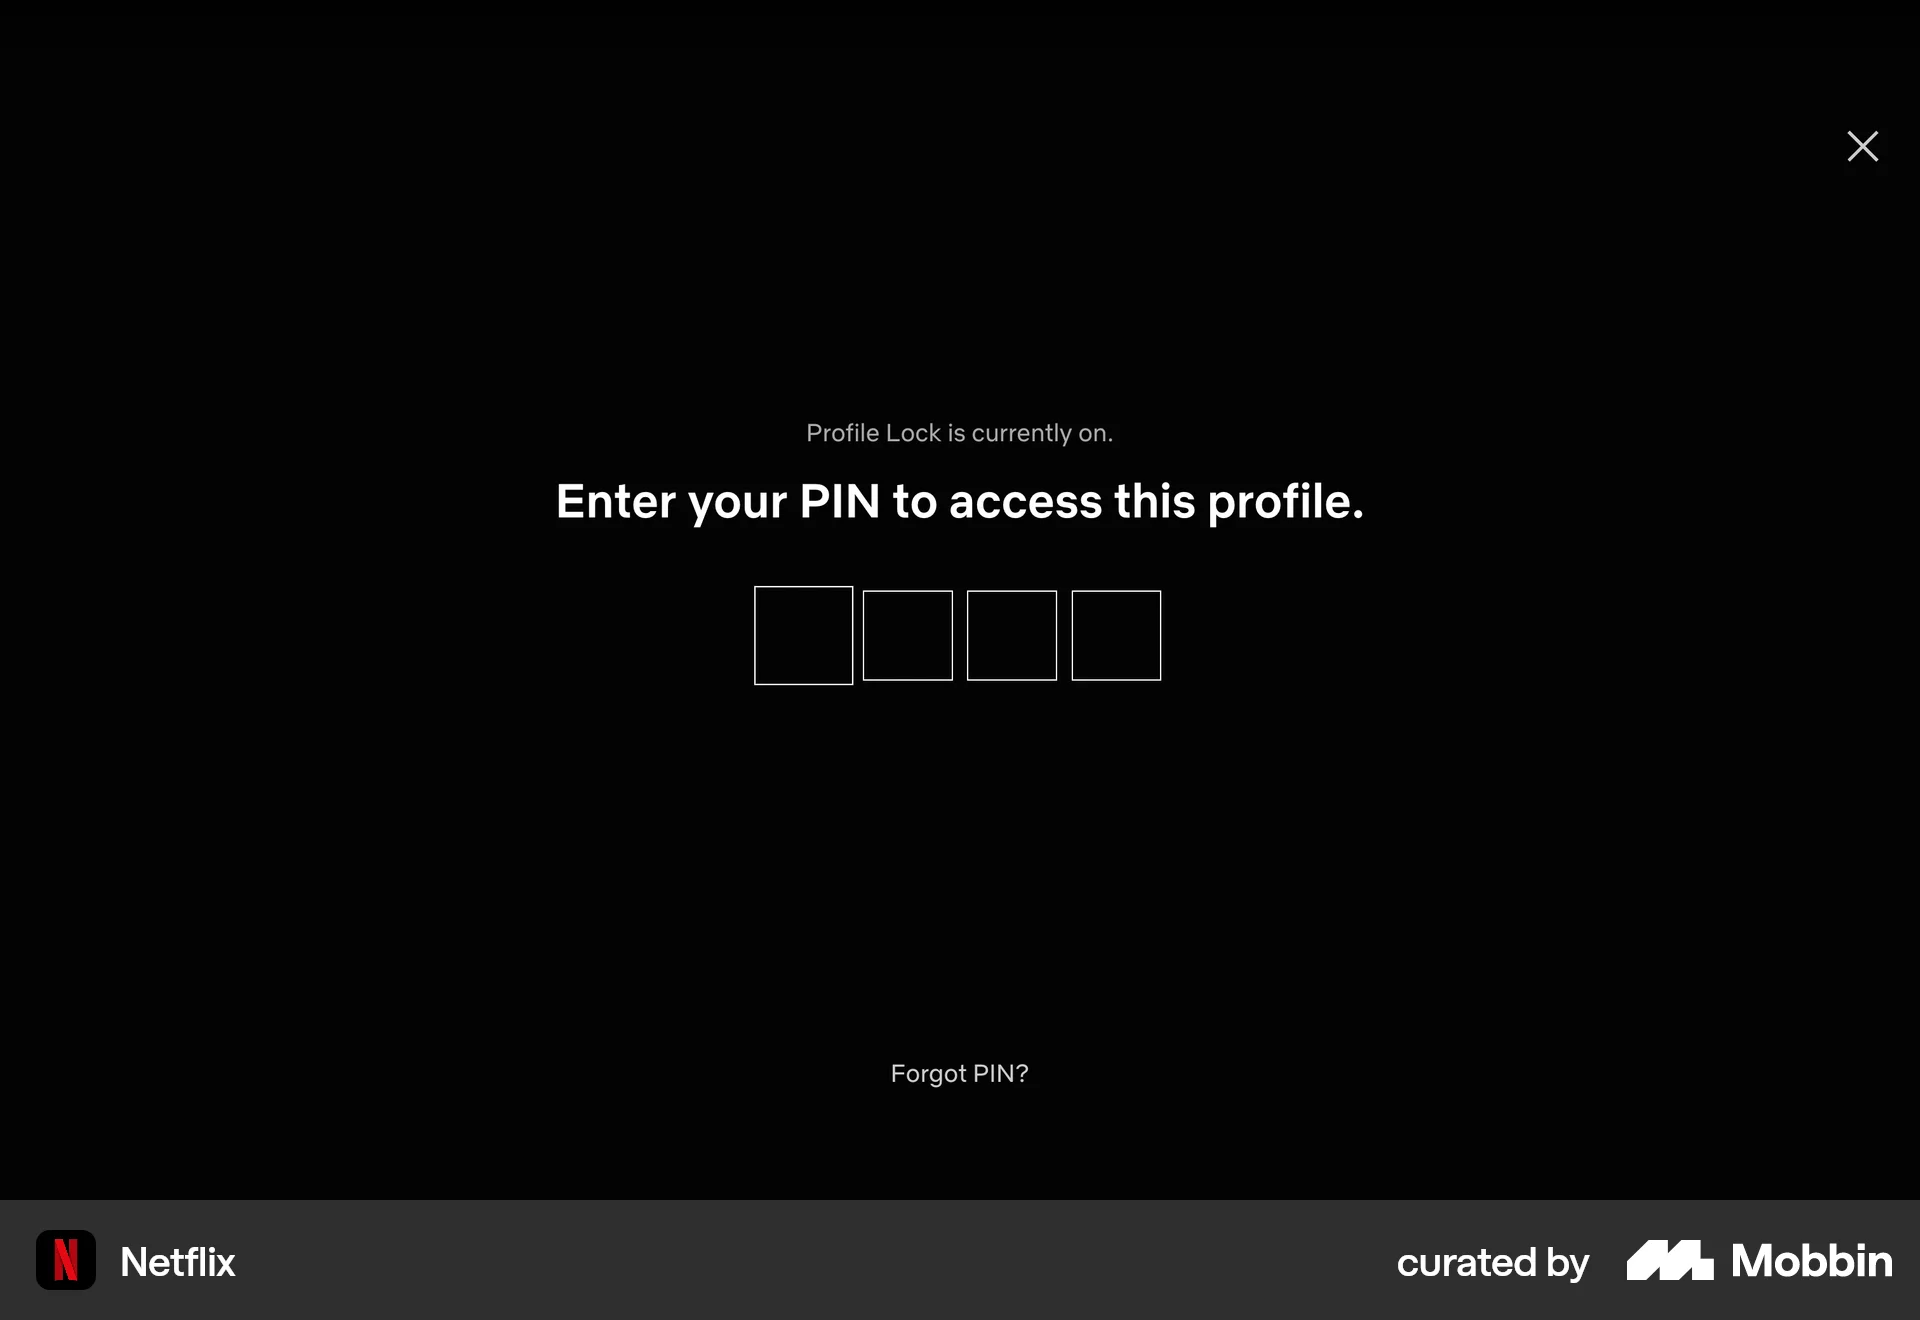 Profile Lock is currently on.
Enter your PIN to access this profile.
Forgot PIN?
Netflix
curated by Mobbin